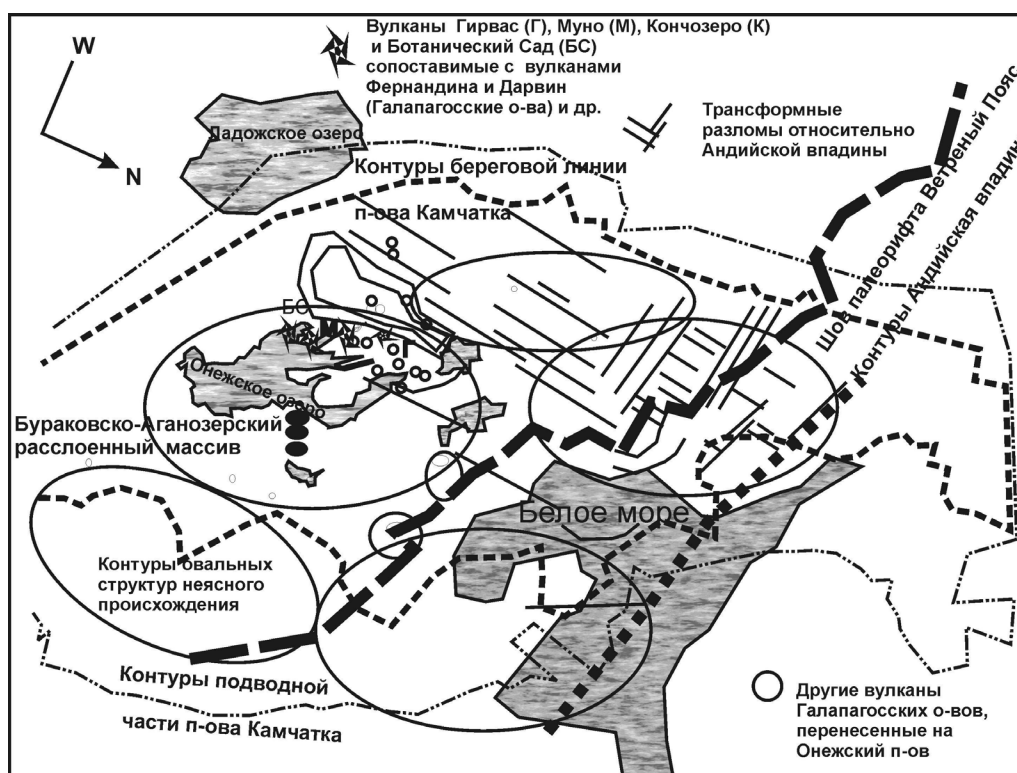 W
N
Вулканы Гирвас (Г), Муно (М), Кончозеро (К)
и Ботанический Сад (БС)
сопоставимые с вулканами
Фернандина и Дарвин
(Галапагосские о-ва) и др.
Трансформные
разломы относительно
Андийской впадины
Ладожское озеро
Контуры береговой линии
п-ова Камчатка
Шов палеорифта Ветреный Пояс
Контуры Андийская впадин
БС
М
Г
Онежское озеро
Бураковско-Аганозерский
расслоенный массив
Белое море
Контуры овальных
структур неясного
происхождения
Контуры подводной
части п-ова Камчатка
Другие вулканы
Галапагосских о-вов,
перенесенные на
Онежский п-ов